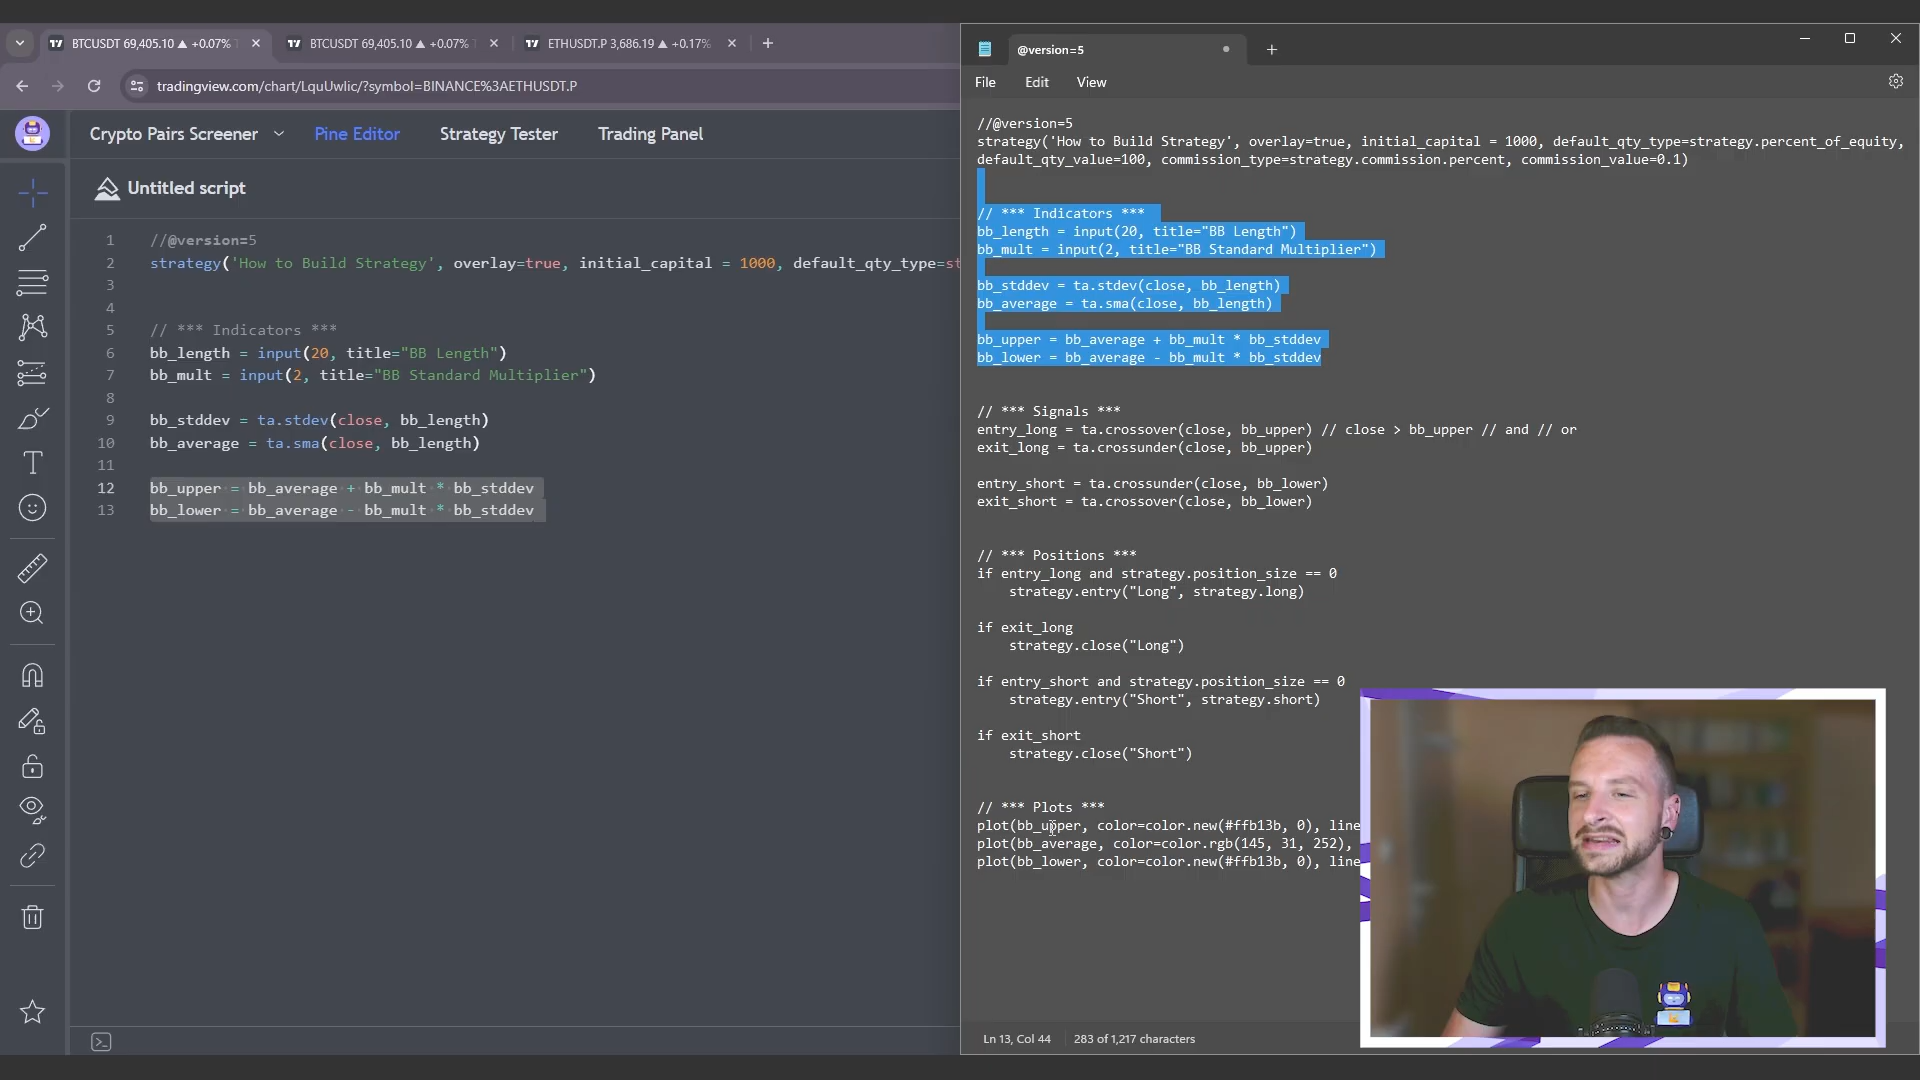 BTCUSDT 69,405.10 ▲ +0.07%
BTCUSDT 69,405.10 ▲ +0.07%
ETHUSDT.P 3,686.19 ▲ +0.17%
tradingview.com/chart/LquUwlic/?symbol=BINANCE%3AETHUSDT.P
Crypto Pairs Screener
Pine Editor
Strategy Tester
Trading Panel
Untitled script
1 //@version=5
2 strategy('How to Build Strategy', overlay=true, initial_capital = 1000, default_qty_type=st
3
4
5 // *** Indicators ***
6 bb_length = input(20, title="BB Length")
7 bb_mult = input(2, title="BB Standard Multiplier")
8
9 bb_stddev = ta.stdev(close, bb_length)
10 bb_average = ta.sma(close, bb_length)
11
12 bb_upper = bb_average + bb_mult * bb_stddev
13 bb_lower = bb_average - bb_mult * bb_stddev
@version=5
File Edit View
//@version=5
strategy('How to Build Strategy', overlay=true, initial_capital = 1000, default_qty_type=strategy.percent_of_equity,
default_qty_value=100, commission_type=strategy.commission.percent, commission_value=0.1)
// *** Indicators ***
bb_length = input(20, title="BB Length")
bb_mult = input(2, title="BB Standard Multiplier")
bb_stddev = ta.stdev(close, bb_length)
bb_average = ta.sma(close, bb_length)
bb_upper = bb_average + bb_mult * bb_stddev
bb_lower = bb_average - bb_mult * bb_stddev
// *** Signals ***
entry_long = ta.crossover(close, bb_upper) // close > bb_upper // and // or
exit_long = ta.crossunder(close, bb_upper)
entry_short = ta.crossunder(close, bb_lower)
exit_short = ta.crossover(close, bb_lower)
// *** Positions ***
if entry_long and strategy.position_size == 0
strategy.entry("Long", strategy.long)
if exit_long
strategy.close("Long")
if entry_short and strategy.position_size == 0
strategy.entry("Short", strategy.short)
if exit_short
strategy.close("Short")
// *** Plots ***
plot(bb_upper, color=color.new(#ffb13b, 0), line
plot(bb_average, color=color.rgb(145, 31, 252),
plot(bb_lower, color=color.new(#ffb13b, 0), line
Ln 13, Col 44
283 of 1,217 characters